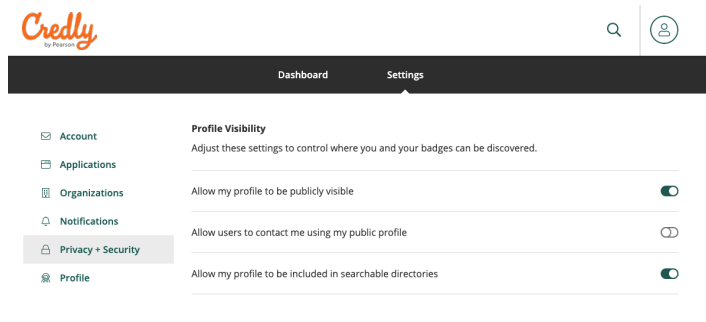 Credly
by Pearson
Dashboard
Settings
Account
Applications
Organizations
Notifications
Privacy + Security
Profile
Profile Visibility
Adjust these settings to control where you and your badges can be discovered.
Allow my profile to be publicly visible
Allow users to contact me using my public profile
Allow my profile to be included in searchable directories